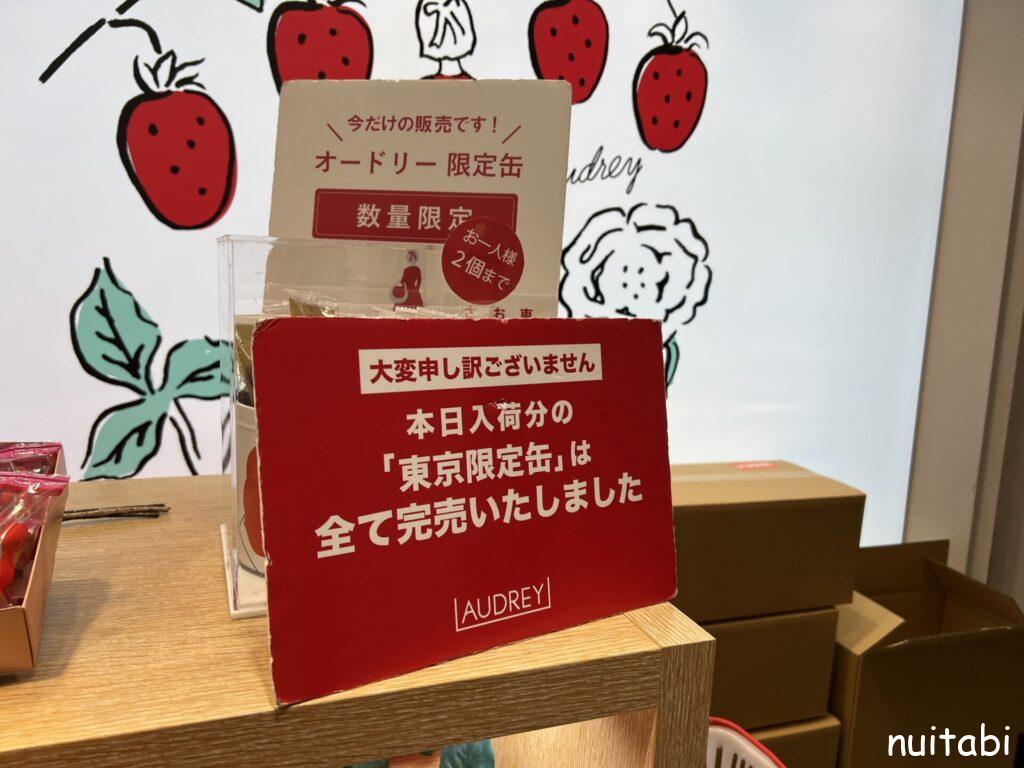 \ 今だけの販売です！ /
オードリー 限定缶
数量限定
お一人様
2個まで
udrey
大変申し訳ございません
本日入荷分の
「東京限定缶」は
全て完売いたしました
AUDREY
nuitabi